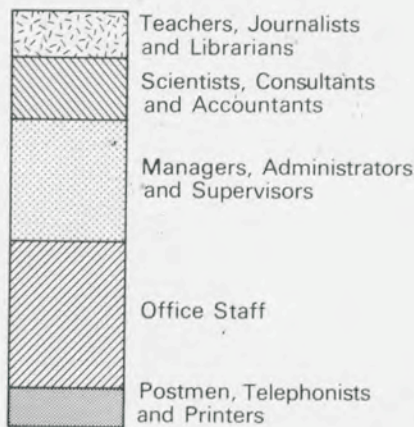 Teachers, Journalists
and Librarians
Scientists, Consultants
and Accountants
Managers, Administrators
and Supervisors
Office Staff
Postmen, Telephonists
and Printers